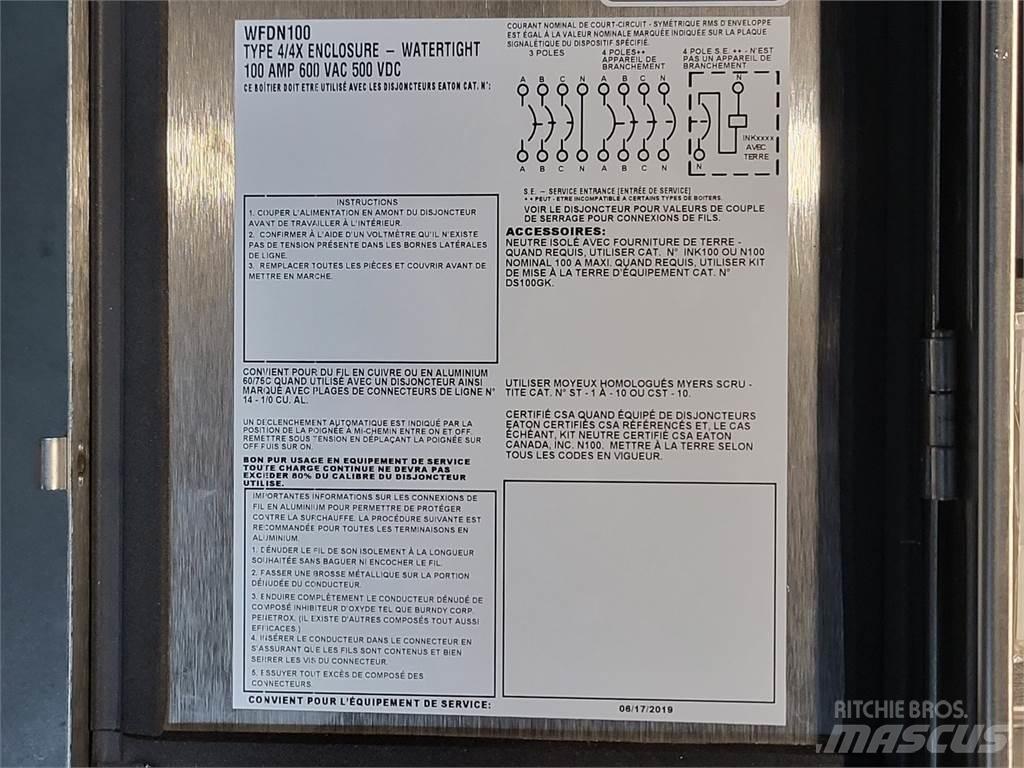 WFDN100
TYPE 4/4X ENCLOSURE – WATERTIGHT
100 AMP 600 VAC 500 VDC
CE BOÎTIER DOIT ETRE UTILISÉ AVEC LES DISJONCTEURS EATON CAT. N°:
INSTRUCTIONS
1. COUPER L'ALIMENTATION EN AMONT DU DISJONCTEUR
AVANT DE TRAVAILLER À L'INTÉRIEUR.
2. CONFIRMER À L'AIDE D'UN VOLTMÈTRE QU'IL N'EXISTE
PAS DE TENSION PRÉSENTE DANS LES BORNES LATÉRALES
DE LIGNE.
3. REMPLACER TOUTES LES PIÈCES ET COUVRIR AVANT DE
METTRE EN MARCHE.
CONVIENT POUR DU FIL EN CUIVRE OU EN ALUMINIUM
60/75C QUAND UTILISÉ AVEC UN DISJONCTEUR AINSI
MARQUÉ AVEC PLAGES DE CONNECTEURS DE LIGNE N°
14 - 1/0 CU. AL.
UN DECLENCHEMENT AUTOMATIQUE EST INDIQUÉ PAR LA
POSITION DE LA POIGNÉE À MI-CHEMIN ENTRE ON ET OFF.
REMETTRE SOUS TENSION EN DÉPLAÇANT LA POIGNÉE SUR
OFF PUIS SUR ON.
BON PUR USAGE EN EQUIPEMENT DE SERVICE
TOUTE CHARGE CONTINUE NE DEVRA PAS
EXCÉDER 80% DU CALIBRE DU DISJONCTEUR
UTILISE.
IMPORTANTES INFORMATIONS SUR LES CONNEXIONS DE
FIL EN ALUMINIUM POUR PERMETTRE DE PROTÉGER
CONTRE LA SURCHAUFFE. LA PROCÉDURE SUIVANTE EST
RECOMMANDÉE POUR TOUTES LES TERMINAISONS EN
ALUMINIUM.
1. DÉNUDER LE FIL DE SON ISOLEMENT À LA LONGUEUR
SOUHAITÉE SANS BAGUER NI ENCOCHER LE FIL.
2. PASSER UNE BROSSE MÉTALLIQUE SUR LA PORTION
DÉNUDÉE DU CONDUCTEUR.
3. ENDUIRE COMPLÈTEMENT LE CONDUCTEUR DÉNUDÉ DE
COMPOSÉ INHIBITEUR D'OXYDE TEL QUE BURNDY CORP.
PENETROX. (IL EXISTE D'AUTRES COMPOSÉS TOUT AUSSI
EFFICACES.)
4. INSÉRER LE CONDUCTEUR DANS LE CONNECTEUR EN
S'ASSURANT QUE LES FILS SONT CONTENUS ET BIEN
SERRER LES VIS DU CONNECTEUR.
5. ESSUYER TOUT EXCÈS DE COMPOSÉ DES
CONNECTEURS.
CONVIENT POUR L'ÉQUIPEMENT DE SERVICE:
COURANT NOMINAL DE COURT-CIRCUIT - SYMÉTRIQUE RMS D'ENVELOPPE
EST ÉGAL À LA VALEUR NOMINALE MARQUÉE INDIQUÉE SUR LA PLAQUE
SIGNALÉTIQUE DU DISPOSITIF SPÉCIFIÉ.
3 POLES
4 POLES++
APPAREIL DE
BRANCHEMENT
4 POLE S.E. ++ - N'EST
PAS UN APPAREIL DE
BRANCHEMENT
A B C N A B C N
N
INKxxxx
AVEC
TERRE
N
A B C N A B C N
S.E. – SERVICE ENTRANCE [ENTRÉE DE SERVICE]
++ PEUT - ETRE INCOMPATIBLE A CERTAINS TYPES DE BOITERS.
VOIR LE DISJONCTEUR POUR VALEURS DE COUPLE
DE SERRAGE POUR CONNEXIONS DE FILS.
ACCESSOIRES:
NEUTRE ISOLÉ AVEC FOURNITURE DE TERRE -
QUAND REQUIS, UTILISER CAT. N° INK100 OU N100
NOMINAL 100 A MAXI. QUAND REQUIS, UTILISER KIT
DE MISE À LA TERRE D'ÉQUIPEMENT CAT. N°
DS100GK.
UTILISER MOYEUX HOMOLOGUÉS MYERS SCRU -
TITE CAT. N° ST - 1 À - 10 OU CST - 10.
CERTIFIÉ CSA QUAND ÉQUIPÉ DE DISJONCTEURS
EATON CERTIFIÉS CSA RÉFÉRENCÉS ET, LE CAS
ÉCHÉANT, KIT NEUTRE CERTIFIÉ CSA EATON
CANADA, INC. N100. METTRE À LA TERRE SELON
TOUS LES CODES EN VIGUEUR.
06/17/2019
RITCHIE BROS.
MASCUS